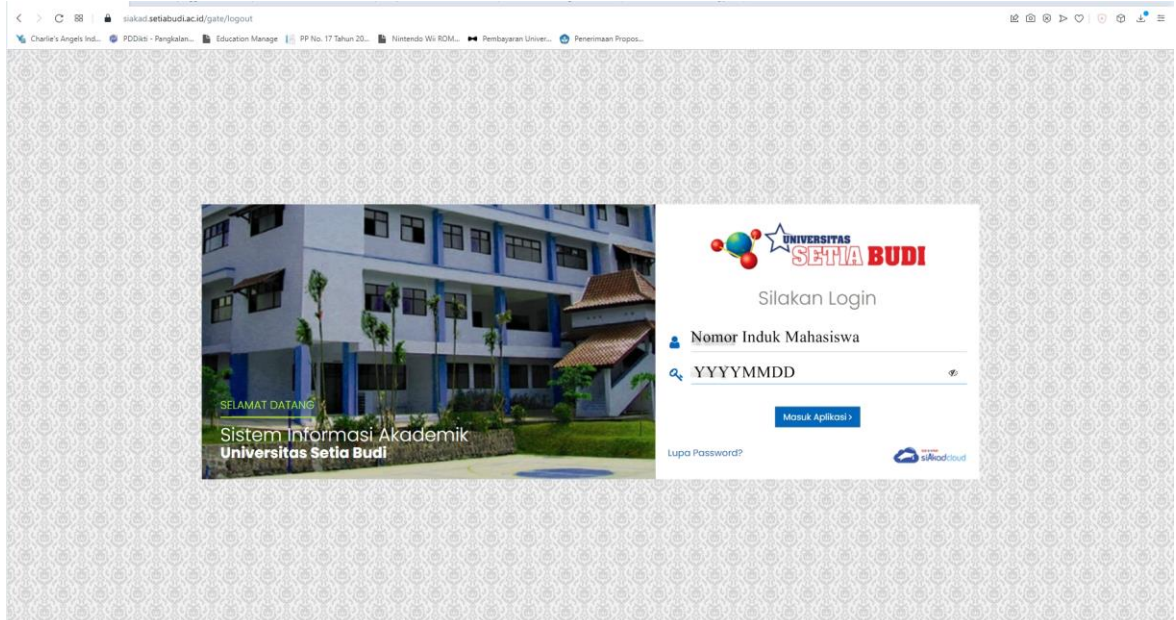 siakad.setiabudi.ac.id/gate/logout
Charlie's Angels Ind... PDDikti - Pangkalan... Education Manage PP No. 17 Tahun 20... Nintendo Wii ROM... Pembayaran Univer... Penerimaan Propos...
UNIVERSITAS
SETIA BUDI
Silakan Login
Nomor Induk Mahasiswa
YYYYMMDD
Masuk Aplikasi >
Lupa Password?
siAkadcloud
SELAMAT DATANG
Sistem Informasi Akademik
Universitas Setia Budi